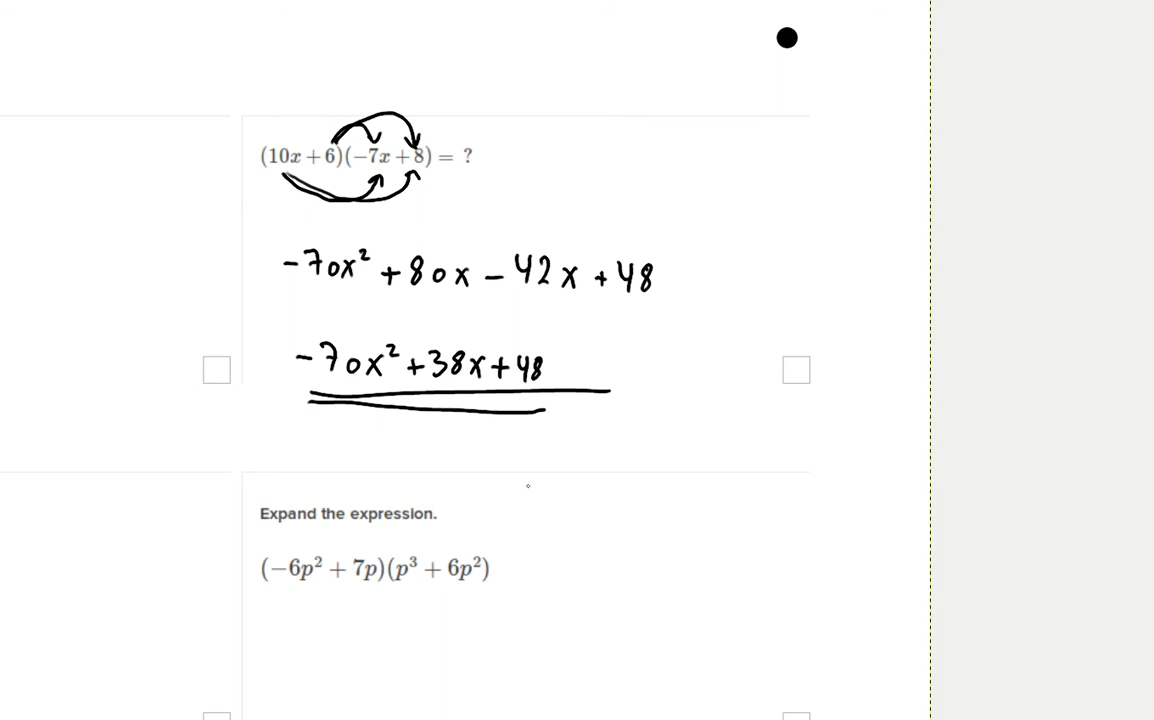 (10x + 6)(−7x + 8) = ?
-70x² + 80x - 42x + 48
-70x² + 38x + 48
Expand the expression.
(−6p² + 7p)(p³ + 6p²)